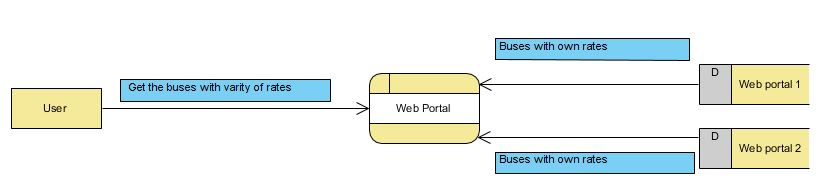 Buses with own rates
D
Web portal 1
Get the buses with varity of rates
User
Web Portal
D
Web portal 2
Buses with own rates